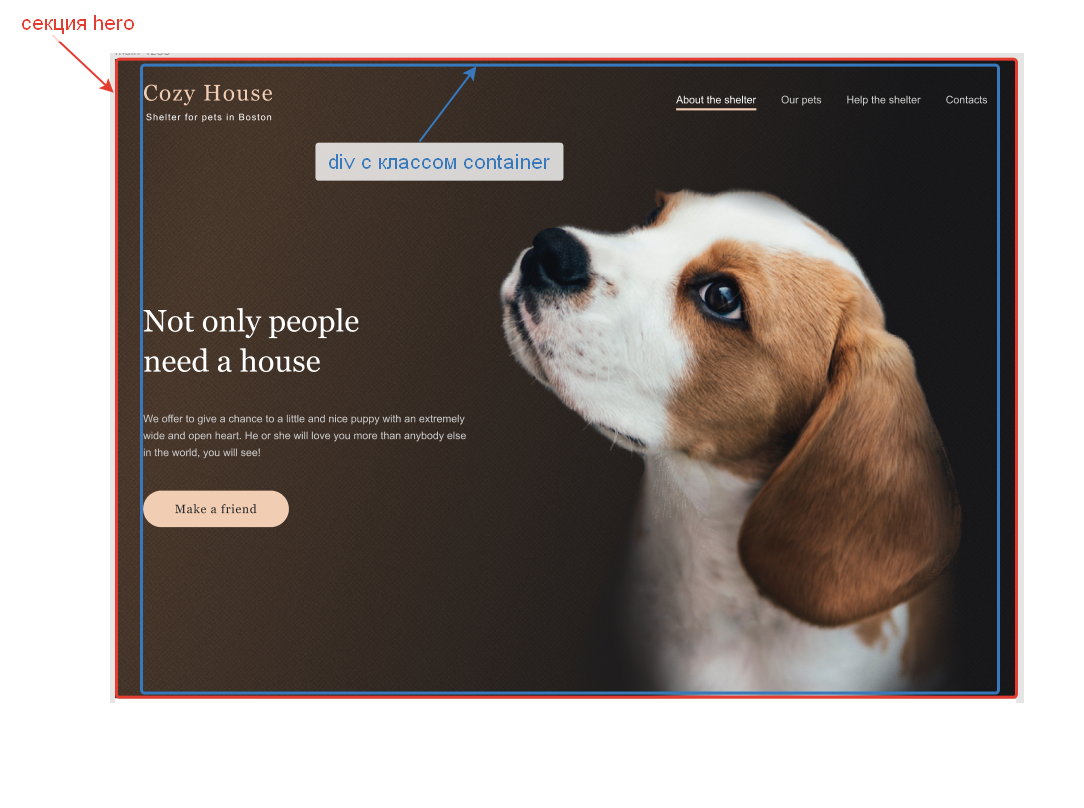 секция hero
Cozy House
Shelter for pets in Boston
About the shelter
Our pets
Help the shelter
Contacts
div с классом container
Not only people
need a house
We offer to give a chance to a little and nice puppy with an extremely
wide and open heart. He or she will love you more than anybody else
in the world, you will see!
Make a friend